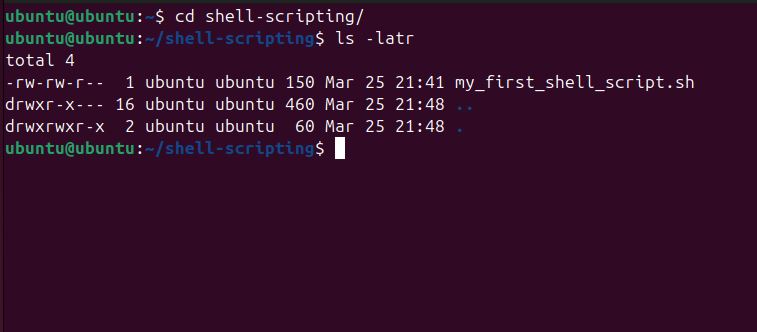 ubuntu@ubuntu:~$ cd shell-scripting/
ubuntu@ubuntu:~/shell-scripting$ ls -latr
total 4
-rw-rw-r--  1 ubuntu ubuntu 150 Mar 25 21:41 my_first_shell_script.sh
drwxr-x--- 16 ubuntu ubuntu 460 Mar 25 21:48 ..
drwxrwxr-x  2 ubuntu ubuntu  60 Mar 25 21:48 .
ubuntu@ubuntu:~/shell-scripting$